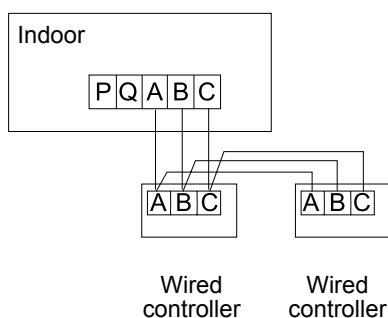 Indoor
P Q A B C
A B C
A B C
Wired
controller
Wired
controller